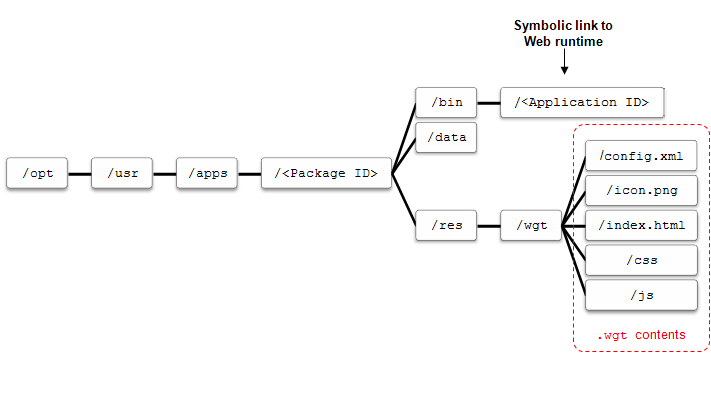 Symbolic link to
Web runtime
/bin
/<Application ID>
/data
/opt
/usr
/apps
/<Package ID>
/res
/wgt
/config.xml
/icon.png
/index.html
/css
/js
.wgt contents